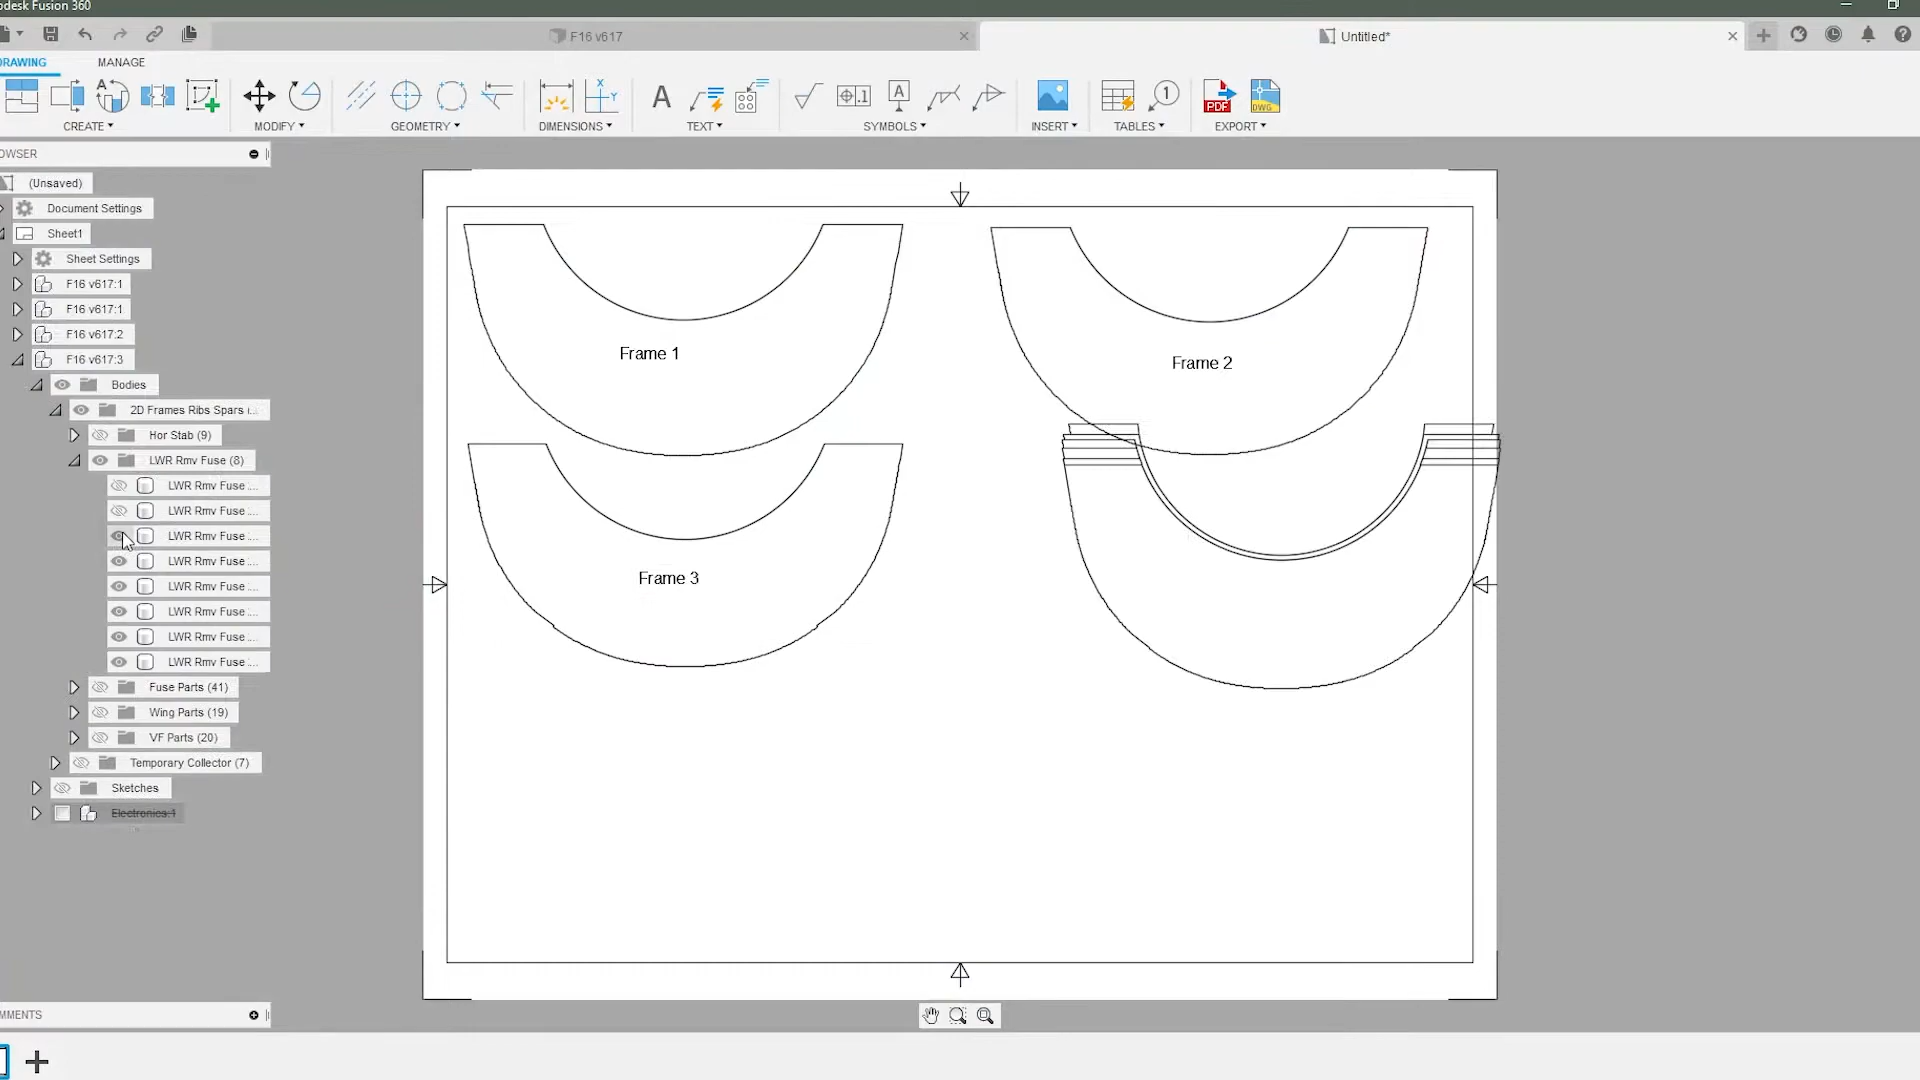 odesk Fusion 360
F16 v617
Untitled*
RAWING
MANAGE
CREATE
MODIFY
GEOMETRY
DIMENSIONS
TEXT
SYMBOLS
INSERT
TABLES
EXPORT
OWSER
(Unsaved)
Document Settings
Sheet1
Sheet Settings
F16 v617:1
F16 v617:1
F16 v617:2
F16 v617:3
Bodies
2D Frames Ribs Spars (...
Hor Stab (9)
LWR Rmv Fuse (8)
LWR Rmv Fuse ...
LWR Rmv Fuse ...
LWR Rmv Fuse ...
LWR Rmv Fuse ...
LWR Rmv Fuse ...
LWR Rmv Fuse ...
LWR Rmv Fuse ...
LWR Rmv Fuse ...
Fuse Parts (41)
Wing Parts (19)
VF Parts (20)
Temporary Collector (7)
Sketches
Electronics:1
MMENTS
Frame 1
Frame 2
Frame 3
PDF
DWG